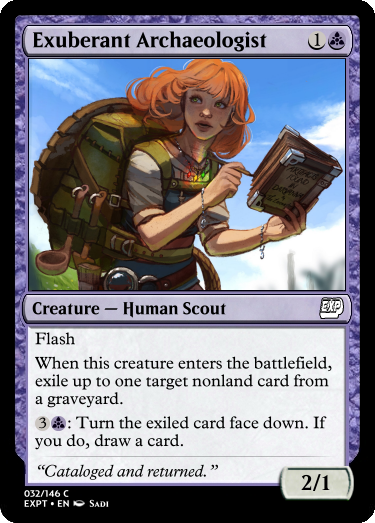 Exuberant Archaeologist 1
Creature — Human Scout
EXP
Flash
When this creature enters the battlefield,
exile up to one target nonland card from
a graveyard.
3: Turn the exiled card face down. If
you do, draw a card.
“Cataloged and returned.”
2/1
032/146 C
EXPT • EN SADI